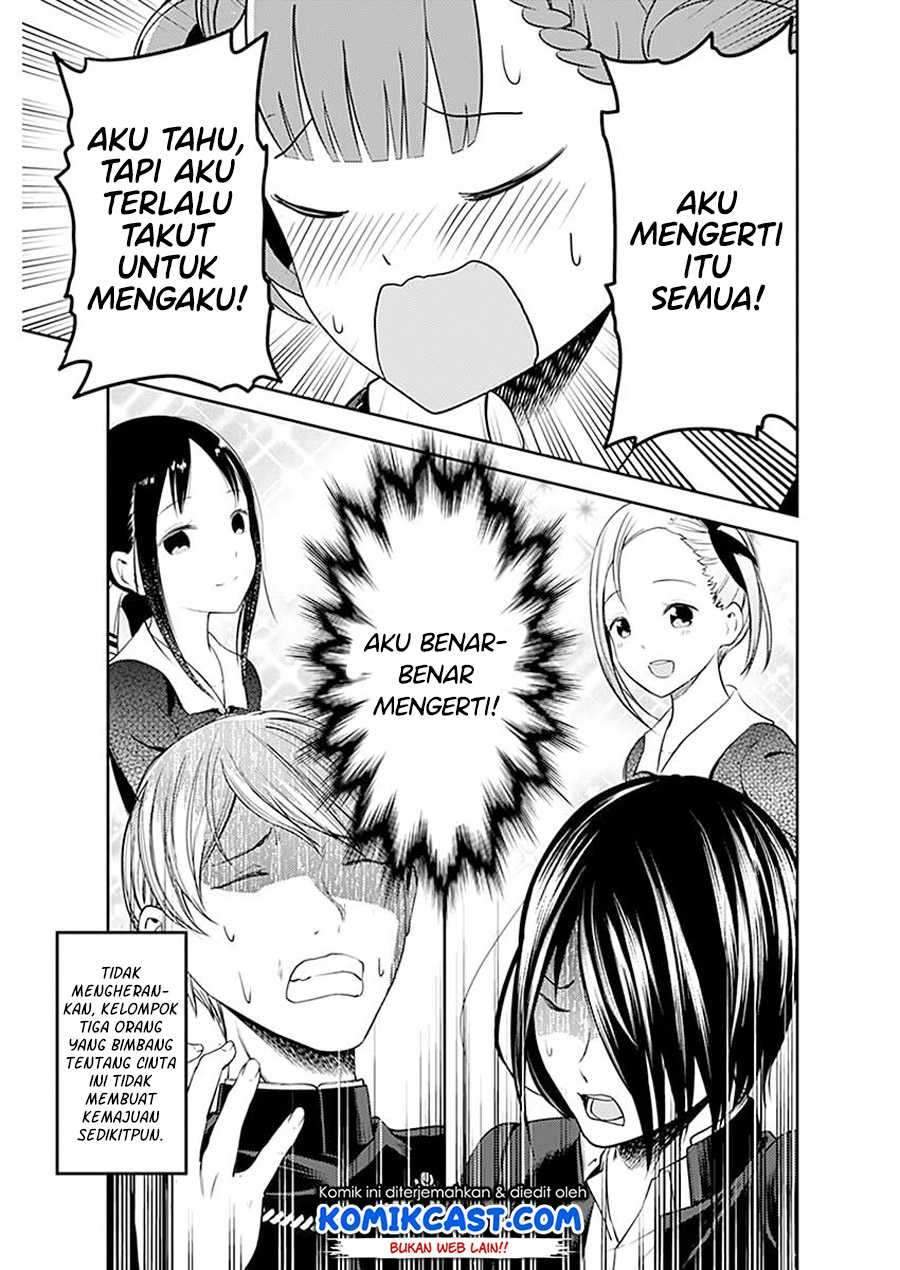 AKU
MENGERTI
ITU
SEMUA!
AKU TAHU,
TAPI AKU
TERLALU
TAKUT
UNTUK
MENGAKU!
AKU BENAR-
BENAR
MENGERTI!
TIDAK
MENGHERAN-
KAN, KELOMPOK
TIGA ORANG
YANG BIMBANG
TENTANG CINTA
INI TIDAK
MEMBUAT
KEMAJUAN
SEDIKITPUN.
Komik ini diterjemahkan & diedit oleh
KOMIKCAST.COM
BUKAN WEB LAIN!!